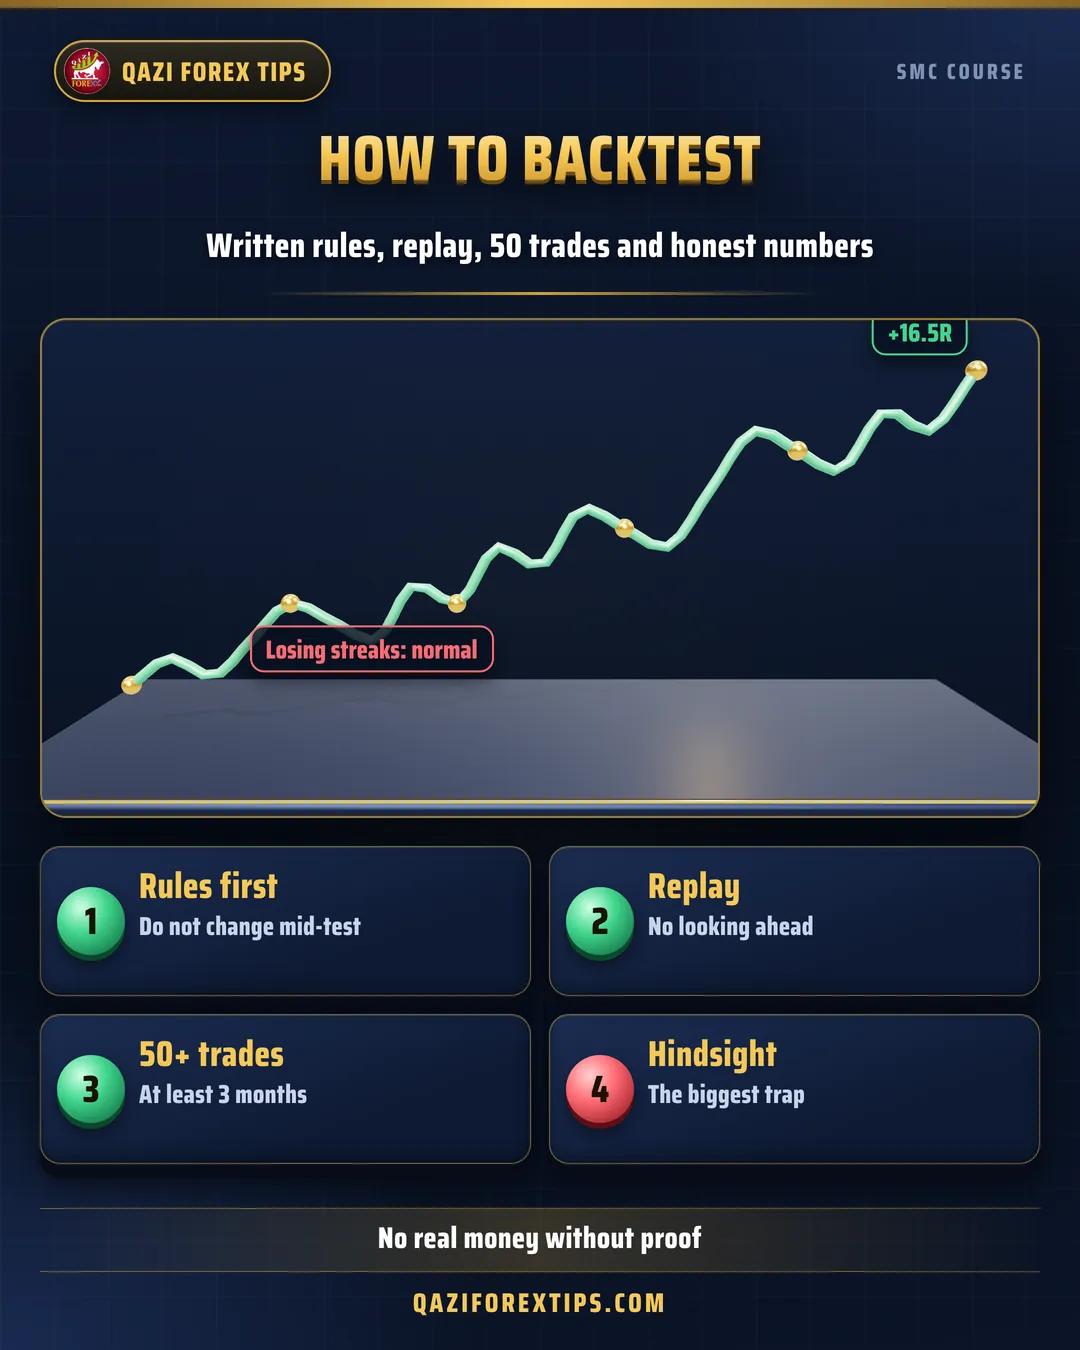 QAZI
FOREX
QAZI FOREX TIPS
SMC COURSE
HOW TO BACKTEST
Written rules, replay, 50 trades and honest numbers
+16.5R
Losing streaks: normal
1
Rules first
Do not change mid-test
2
Replay
No looking ahead
3
50+ trades
At least 3 months
4
Hindsight
The biggest trap
No real money without proof
QAZIFOREXTIPS.COM